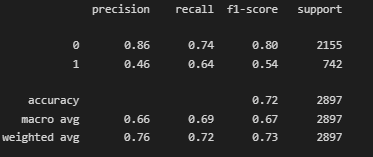 precision recall f1-score support
0 0.86 0.74 0.80 2155
1 0.46 0.64 0.54 742
accuracy 0.72 2897
macro avg 0.66 0.69 0.67 2897
weighted avg 0.76 0.72 0.73 2897